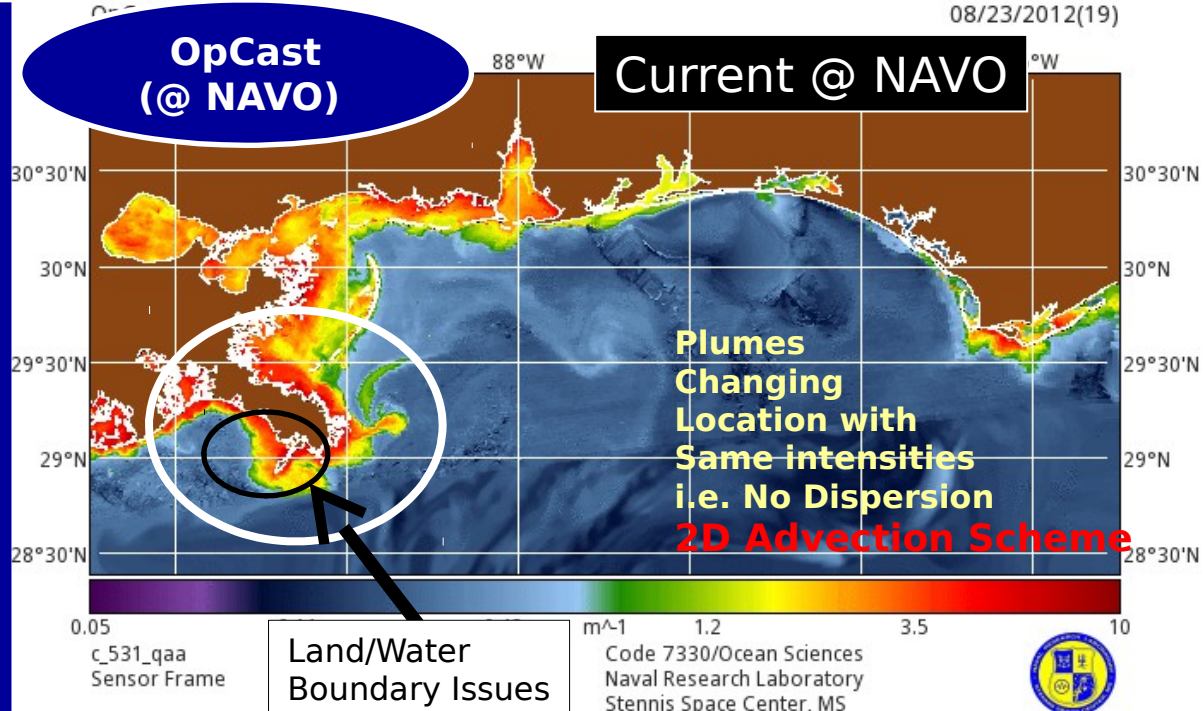 08/23/2012(19)
OpCast
(@ NAVO)
88°W
Current @ NAVO
°W
30°30'N
30°30'N
30°N
30°N
29°30'N
29°30'N
Plumes
Changing
Location with
Same intensities
i.e. No Dispersion
2D Advection Scheme
29°N
29°N
28°30'N
28°30'N
0.05
m^-1
1.2
3.5
10
c_531_qaa
Sensor Frame
Land/Water
Boundary Issues
Code 7330/Ocean Sciences
Naval Research Laboratory
Stennis Space Center, MS